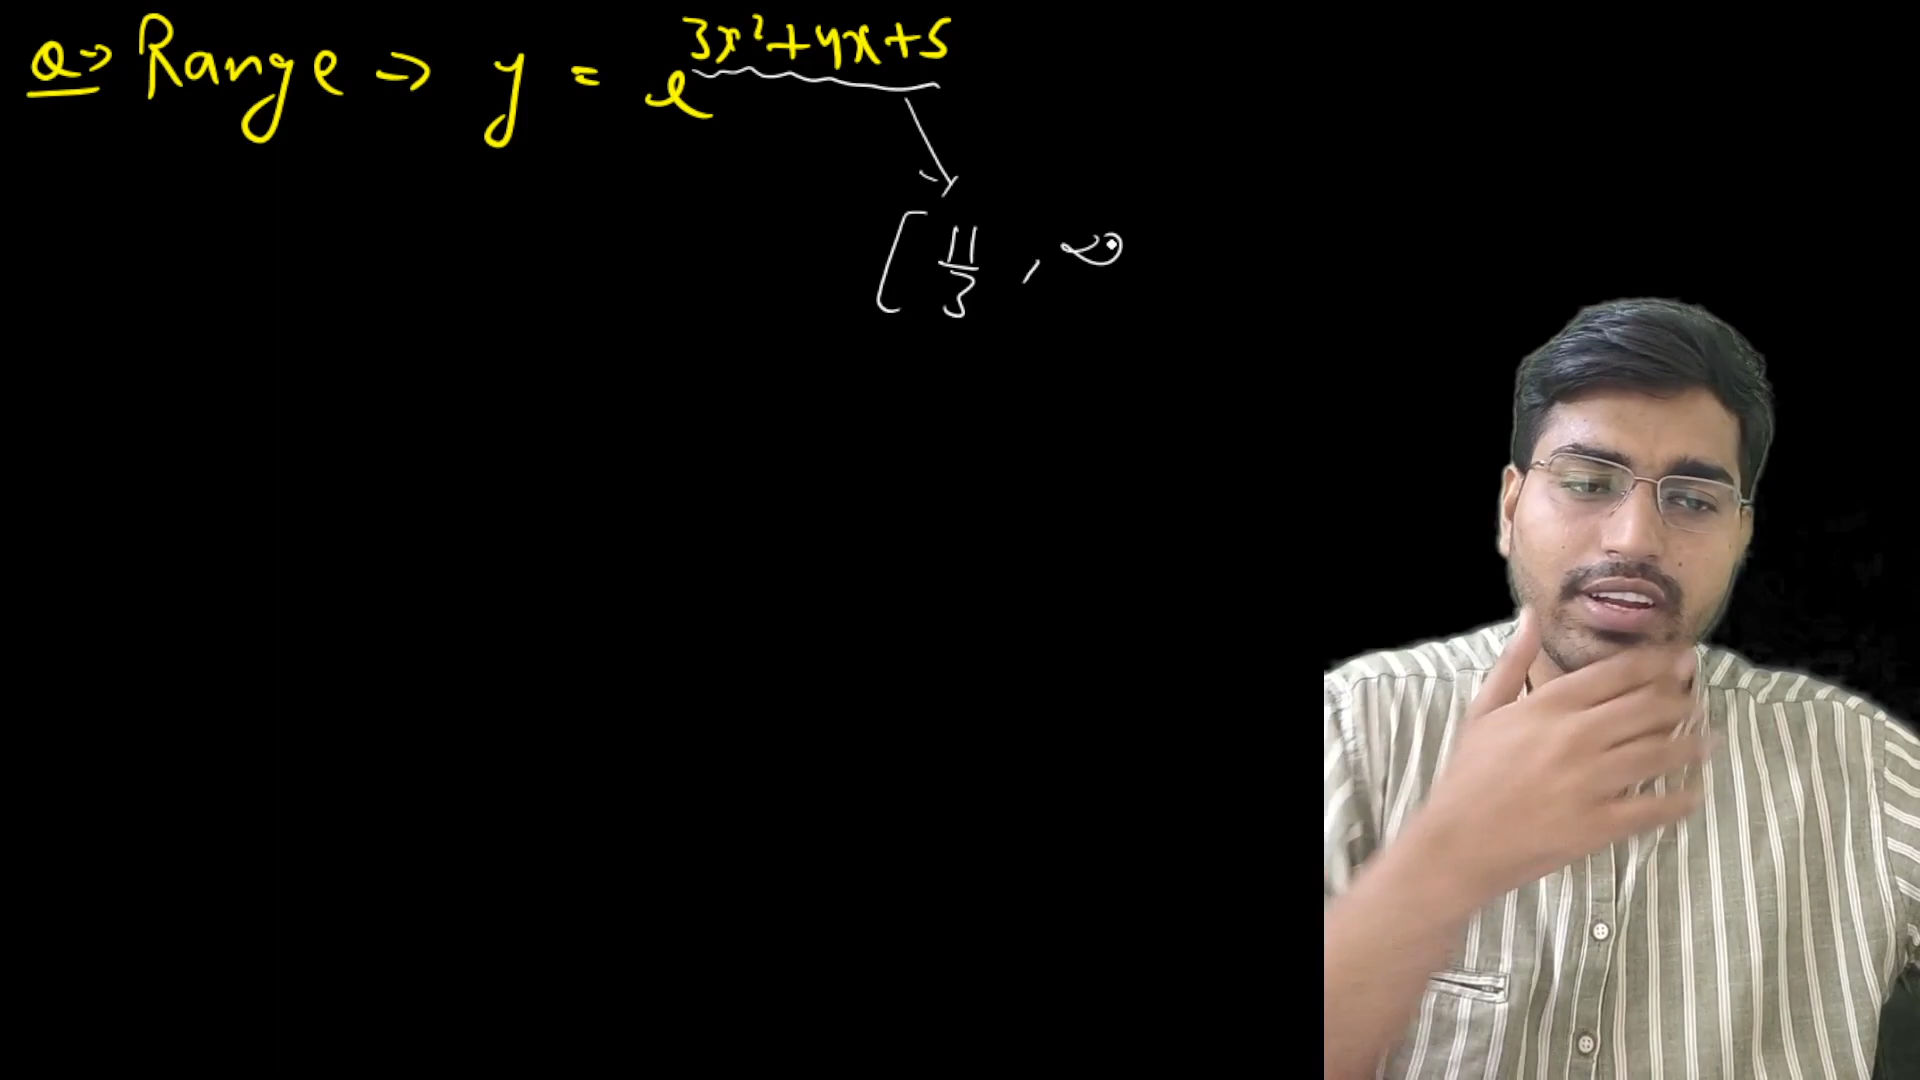 Q→ Range → y = e^{3x²+4x+5}
[11/3, ∞